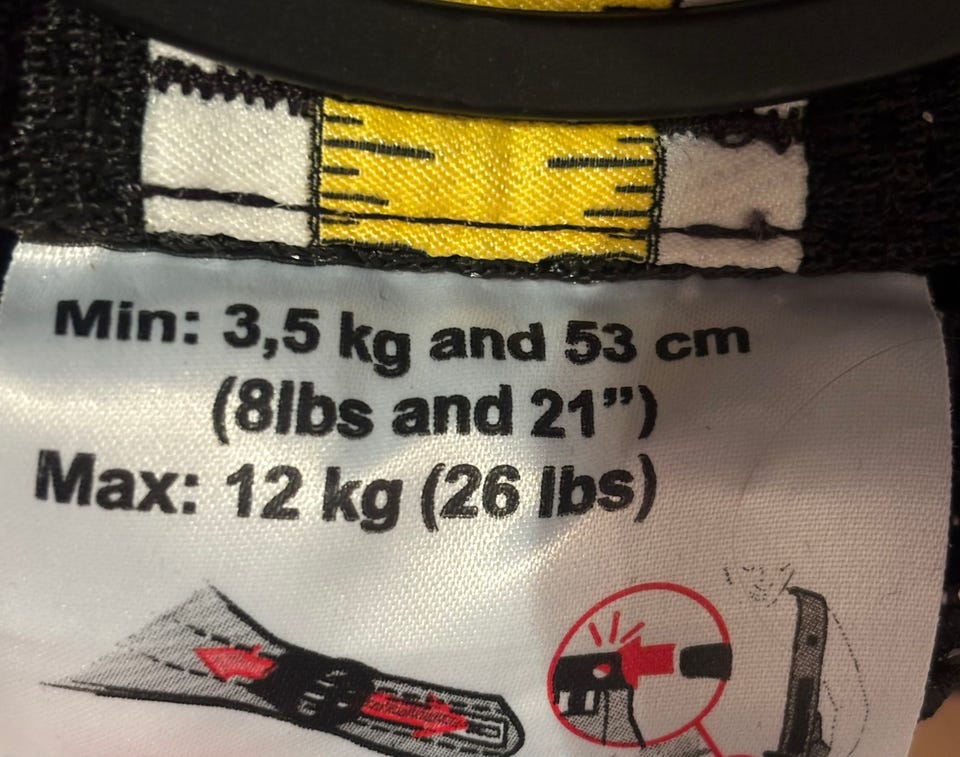 Min: 3,5 kg and 53 cm
(8lbs and 21”)
Max: 12 kg (26 lbs)